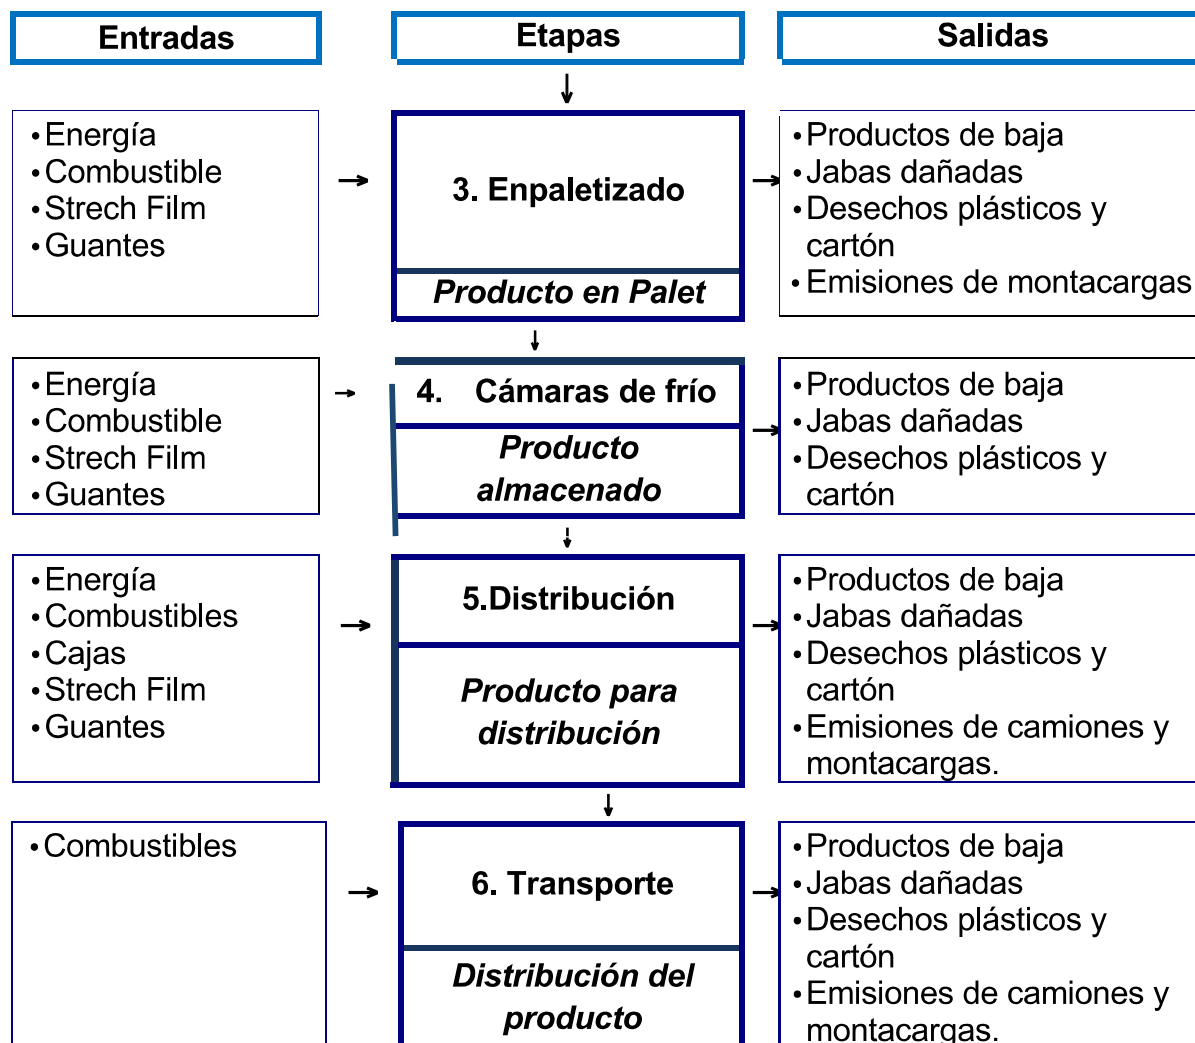 Entradas
Etapas
Salidas
•Energía
•Combustible
•Strech Film
•Guantes
3. Enpaletizado
Producto en Palet
•Productos de baja
•Jabas dañadas
•Desechos plásticos y
cartón
•Emisiones de montacargas
•Energía
•Combustible
•Strech Film
•Guantes
4. Cámaras de frío
Producto
almacenado
•Productos de baja
•Jabas dañadas
•Desechos plásticos y
cartón
•Energía
•Combustibles
•Cajas
•Strech Film
•Guantes
5.Distribución
Producto para
distribución
•Productos de baja
•Jabas dañadas
•Desechos plásticos y
cartón
•Emisiones de camiones y
montacargas.
•Combustibles
6. Transporte
Distribución del
producto
•Productos de baja
•Jabas dañadas
•Desechos plásticos y
cartón
•Emisiones de camiones y
montacargas.